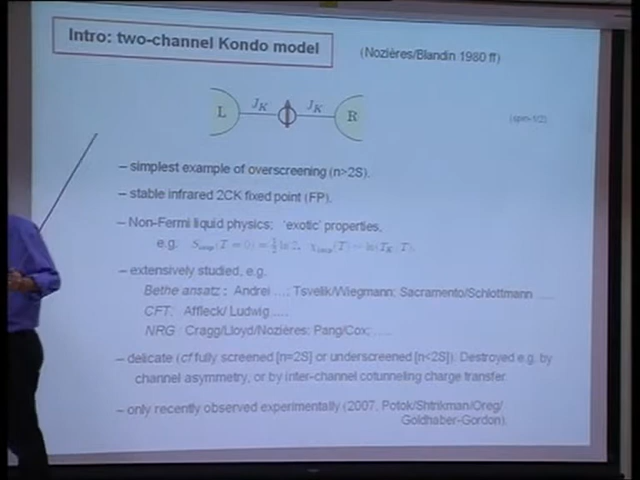 Intro: two-channel Kondo model
(Nozières/Blandin 1980 ff)
L J_K J_K R
(spin-1/2)
– simplest example of overscreening (n>2S).
– stable infrared 2CK fixed point (FP).
– Non-Fermi liquid physics; 'exotic' properties,
e.g. S_imp(T = 0) = ½ ln 2, χ_imp(T) ~ ln(T_K/T).
– extensively studied, e.g.
Bethe ansatz : Andrei ...; Tsvelik/Wiegmann; Sacramento/Schlottmann .....
CFT: Affleck/ Ludwig .....
NRG Cragg/Lloyd/Nozières; Pang/Cox; .....
– delicate (cf fully screened [n=2S] or underscreened [n<2S]). Destroyed e.g. by
channel asymmetry, or by inter-channel cotunneling charge transfer.
– only recently observed experimentally (2007, Potok/Shtrikman/Oreg/
Goldhaber-Gordon).